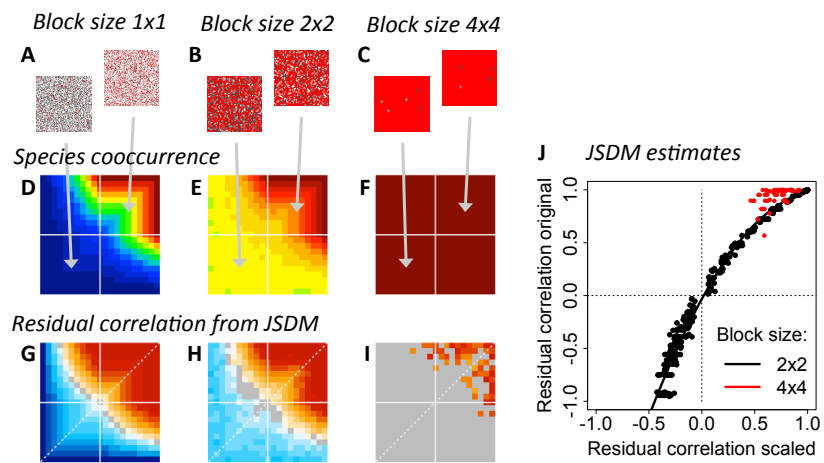 Block size 1x1
Block size 2x2
Block size 4x4
A
B
C
Species cooccurrence
D
E
F
Residual correlation from JSDM
G
H
I
J
JSDM estimates
Residual correlation original
1.0
0.5
0.0
-0.5
-1.0
Block size:
2x2
4x4
-1.0 -0.5 0.0 0.5 1.0
Residual correlation scaled